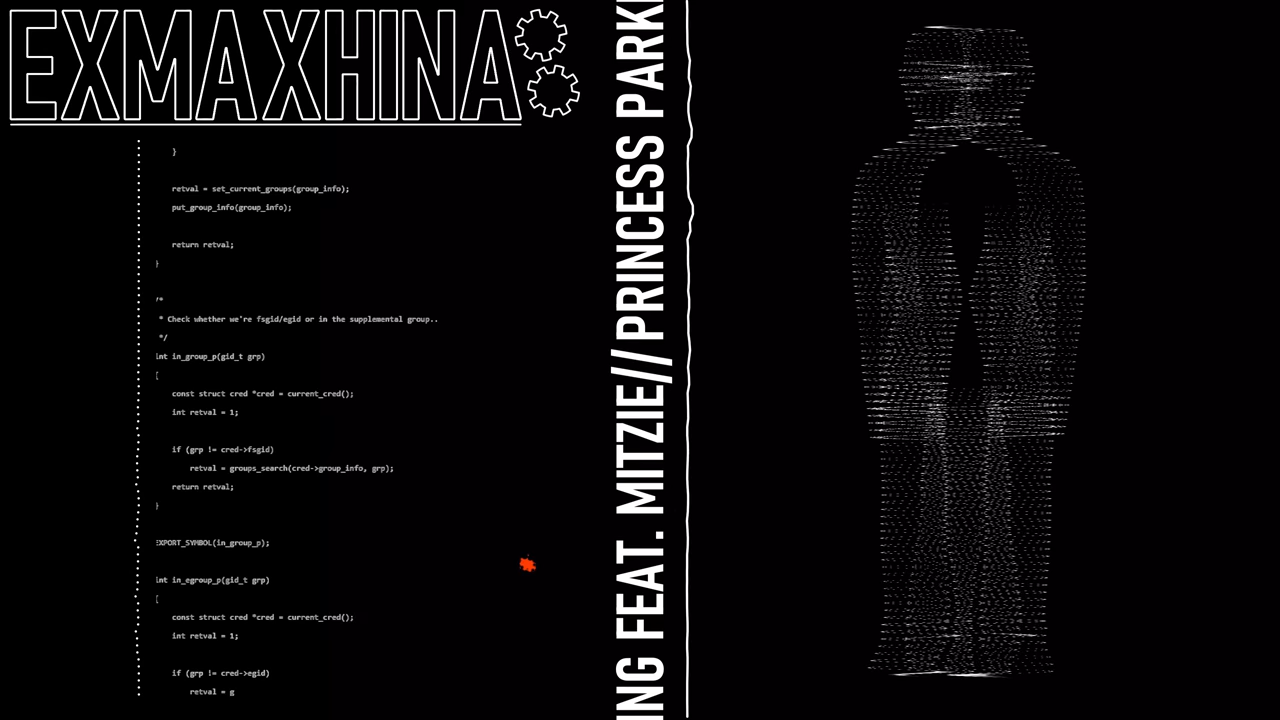 EXMAXHINA
}
retval = set_current_groups(group_info);
put_group_info(group_info);
return retval;
}
/*
* Check whether we're fsgid/egid or in the supplemental group..
*/
int in_group_p(gid_t grp)
{
const struct cred *cred = current_cred();
int retval = 1;
if (grp != cred->fsgid)
retval = groups_search(cred->group_info, grp);
return retval;
}
EXPORT_SYMBOL(in_group_p);
int in_egroup_p(gid_t grp)
{
const struct cred *cred = current_cred();
int retval = 1;
if (grp != cred->egid)
retval = g
ING FEAT. MITZIE//PRINCESS PARK